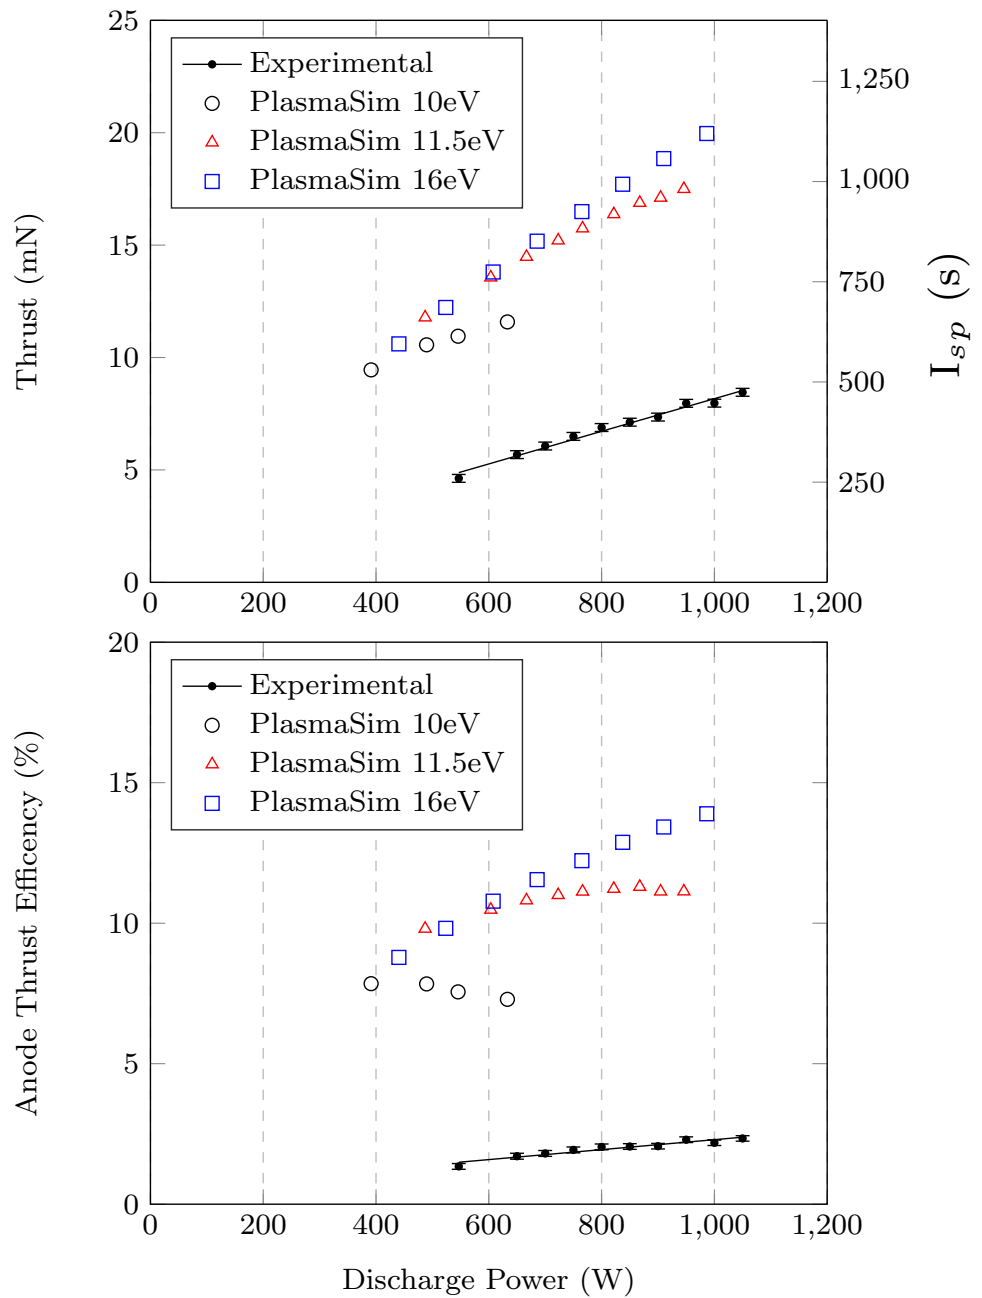 25
20
15
10
5
0
Thrust (mN)
Experimental
PlasmaSim 10eV
PlasmaSim 11.5eV
PlasmaSim 16eV
1,250
1,000
750
500
250
I_{sp} (s)
0 200 400 600 800 1,000 1,200
20
15
10
5
0
Anode Thrust Efficency (%)
Experimental
PlasmaSim 10eV
PlasmaSim 11.5eV
PlasmaSim 16eV
0 200 400 600 800 1,000 1,200
Discharge Power (W)